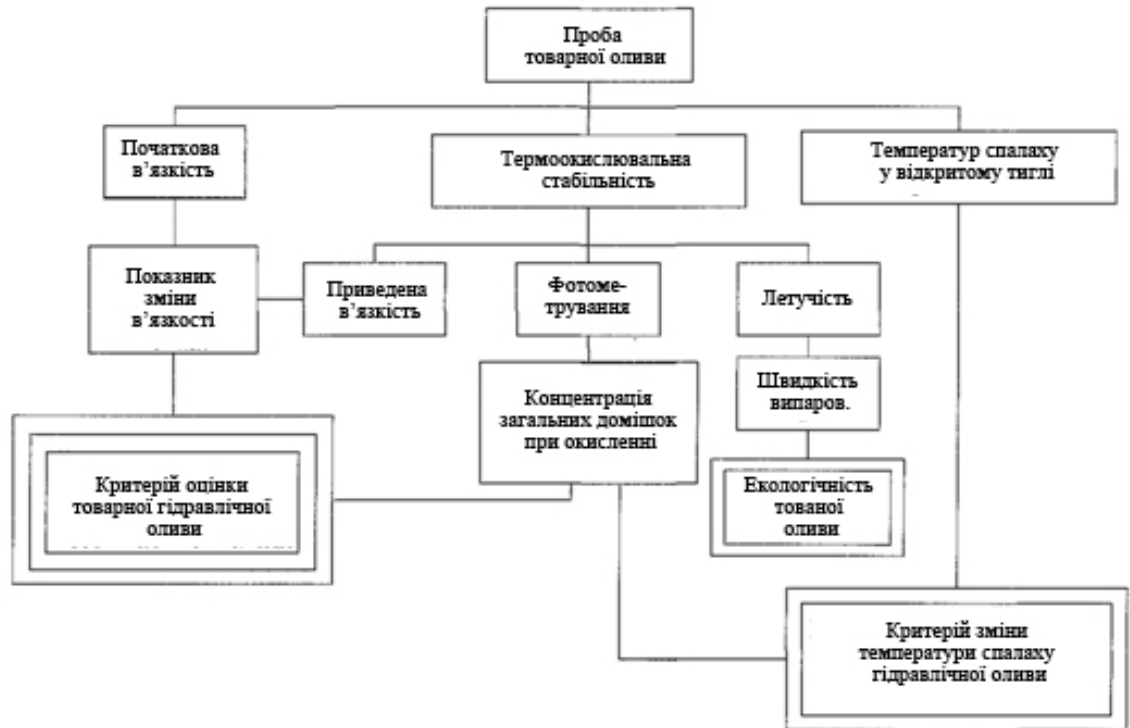 Проба
товарної оливи
Початкова
в’язкість
Термоокислювальна
стабільність
Температур спалаху
у відкритому тиглі
Показник
зміни
в’язкості
Приведена
в’язкість
Фотоме-
трування
Летучість
Концентрація
загальних домішок
при окисленні
Швидкість
випаров.
Критерій оцінки
товарної гідравлічної
оливи
Екологічність
тованої
оливи
Критерій зміни
температури спалаху
гідравлічної оливи